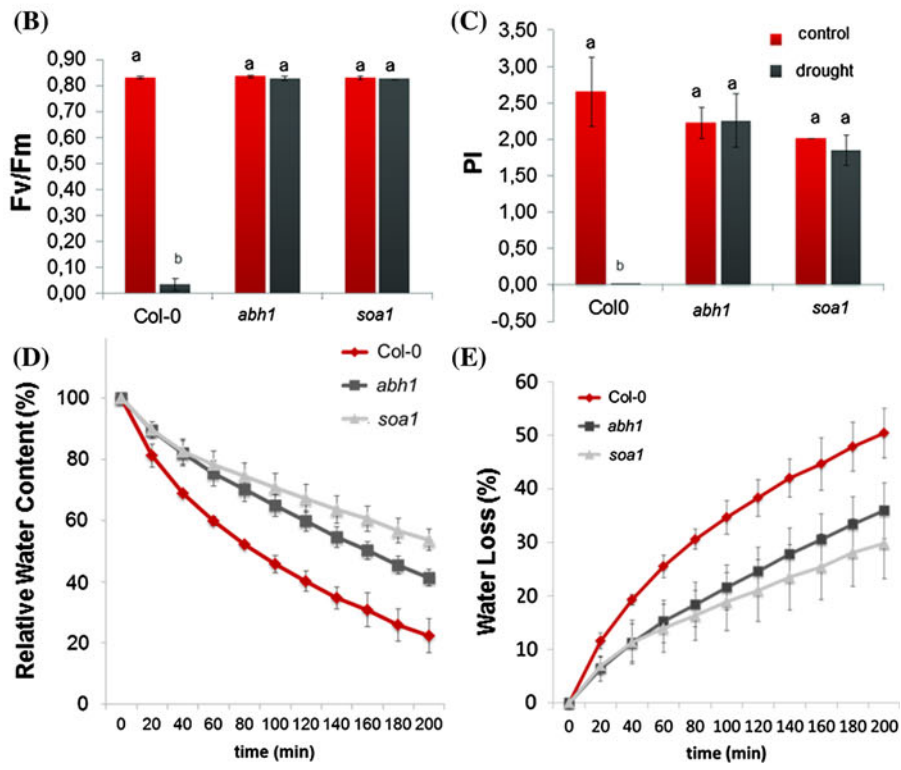 (B)
Fv/Fm
0,90
0,80
0,70
0,60
0,50
0,40
0,30
0,20
0,10
0,00
a
b
a
a
a
a
Col-0
abh1
soa1
(C)
PI
3,50
3,00
2,50
2,00
1,50
1,00
0,50
0,00
-0,50
control
drought
a
b
a
a
a
a
Col0
abh1
soa1
(D)
Relative Water Content (%)
100
80
60
40
20
0
Col-0
abh1
soa1
0 20 40 60 80 100 120 140 160 180 200
time (min)
(E)
Water Loss (%)
60
50
40
30
20
10
0
Col-0
abh1
soa1
0 20 40 60 80 100 120 140 160 180 200
time (min)